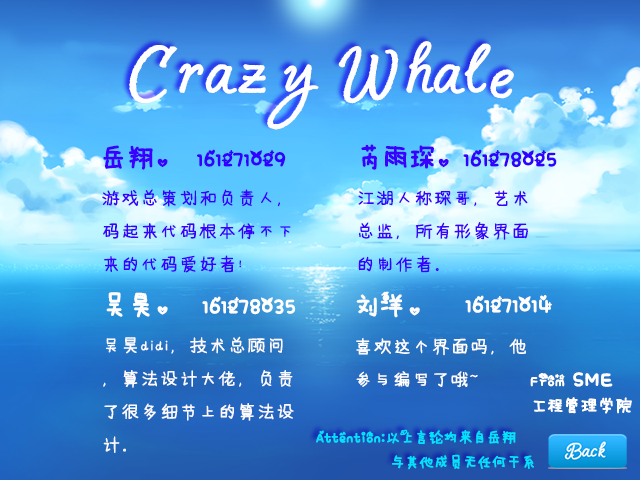 Crazy Whale
岳翔 16127109
游戏总策划和负责人，
码起来代码根本停不下
来的代码爱好者！
芮雨琛 16127805
江湖人称琛哥，艺术
总监，所有形象界面
的制作者．
吴昊 16127835
吴昊didi，技术总顾问
，算法设计大佬，负责
了很多细节上的算法设
计．
刘洋 16127104
喜欢这个界面吗，他
参与编写了哦~
From SME
工程管理学院
Attention:以上言论均来自岳翔
与其他成员无任何干系
Back